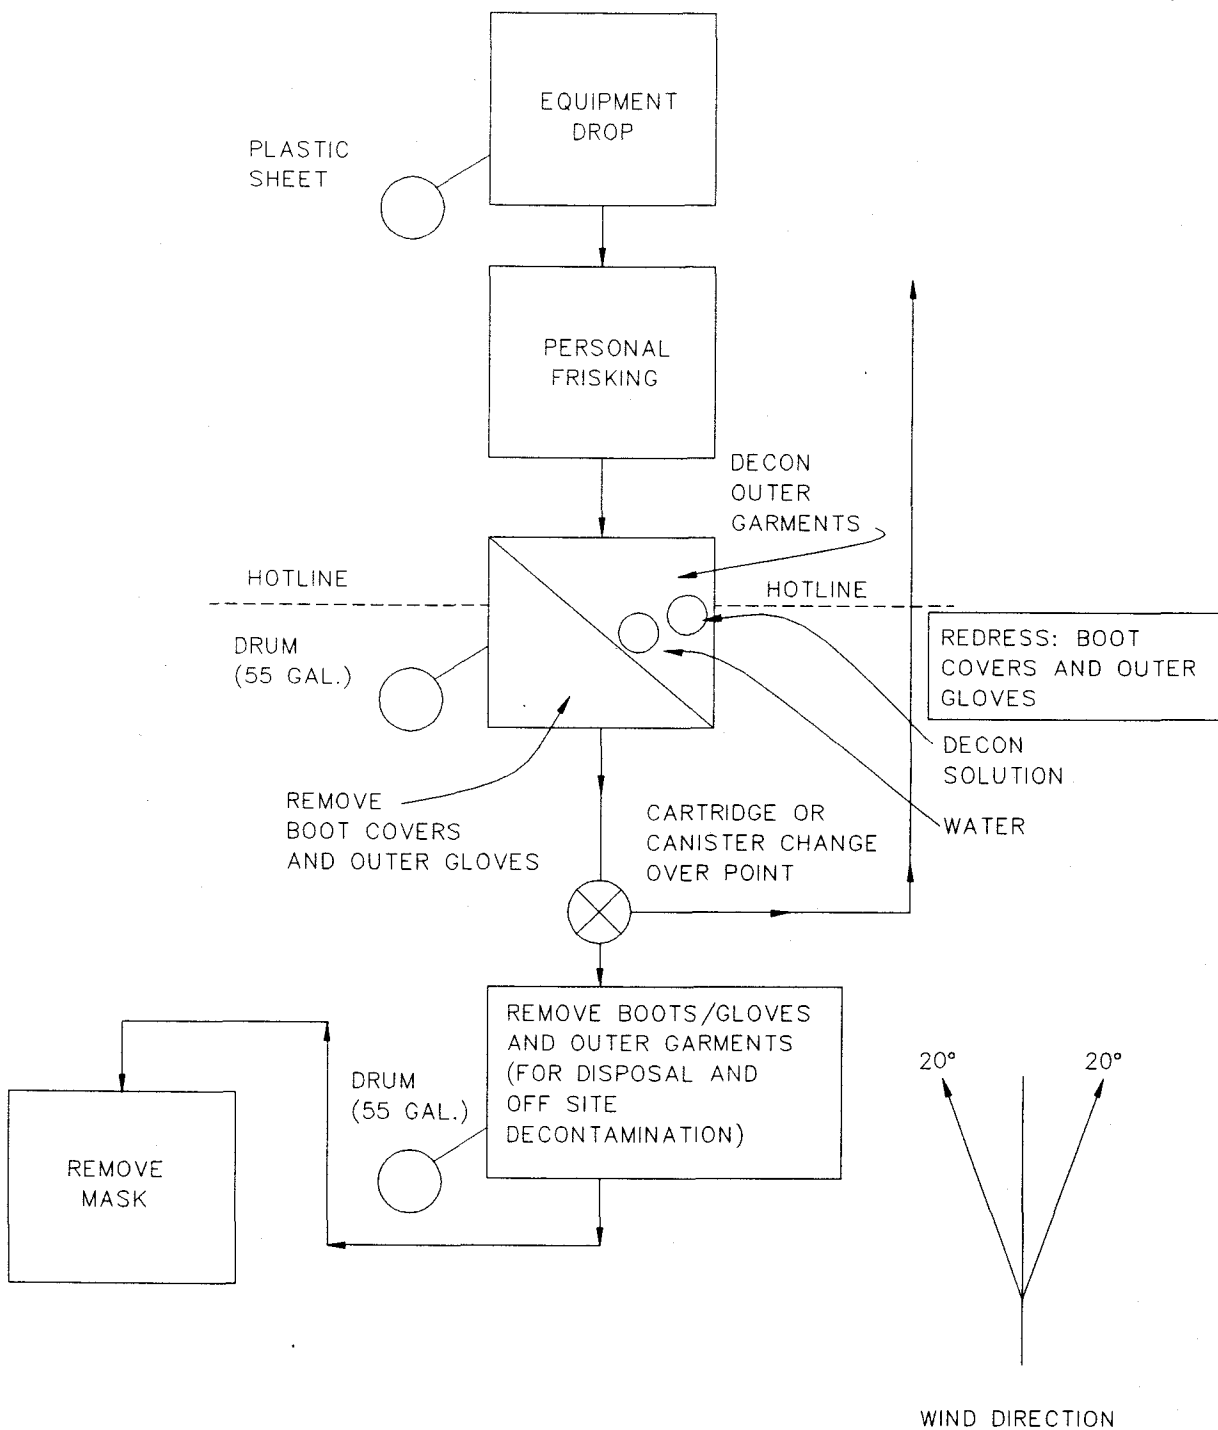 EQUIPMENT
DROP
PLASTIC
SHEET
PERSONAL
FRISKING
DECON
OUTER
GARMENTS
HOTLINE
HOTLINE
DRUM
(55 GAL.)
REDRESS: BOOT
COVERS AND OUTER
GLOVES
DECON
SOLUTION
WATER
REMOVE
BOOT COVERS
AND OUTER GLOVES
CARTRIDGE OR
CANISTER CHANGE
OVER POINT
REMOVE BOOTS/GLOVES
AND OUTER GARMENTS
(FOR DISPOSAL AND
OFF SITE
DECONTAMINATION)
DRUM
(55 GAL.)
REMOVE
MASK
20°
20°
WIND DIRECTION